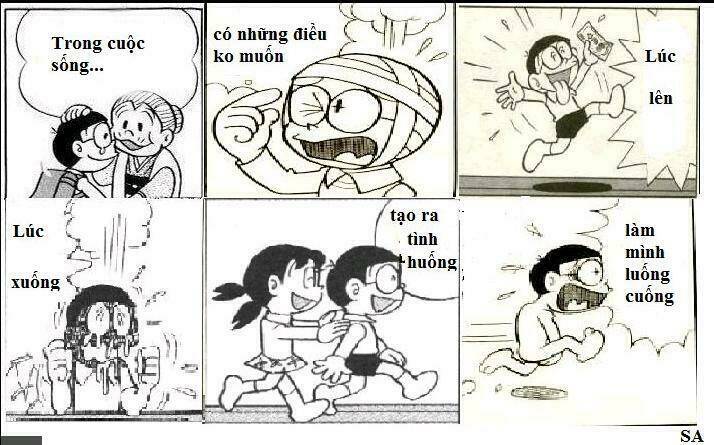 Trong cuộc
sống...
có những điều
ko muốn
Lúc
lên
Lúc
xuống
tạo ra
tình
huống
làm
mình
luống
cuống
SA